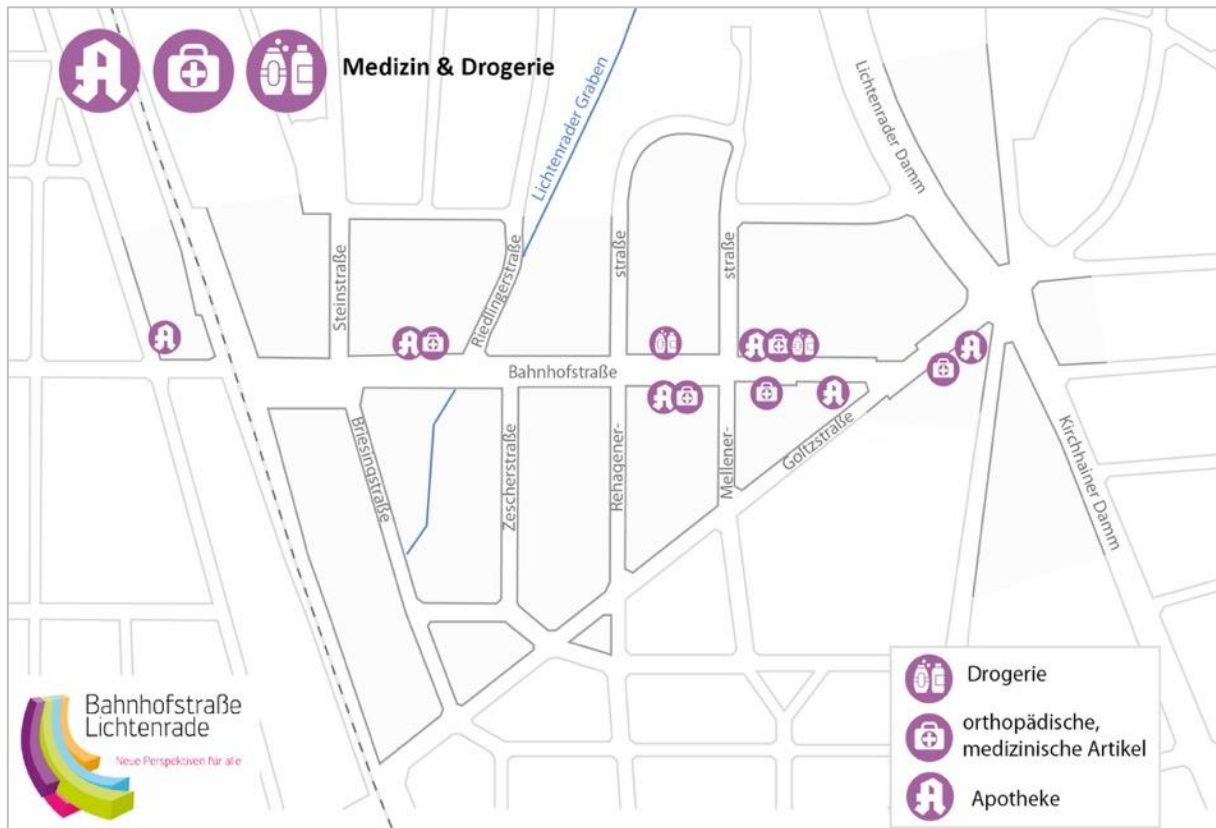 Medizin & Drogerie
Lichtenrader Graben
Lichtenrader Damm
Steinstraße
Riedlingerstraße
straße
straße
Bahnhofstraße
Briesingstraße
Zescherstraße
Rehagener-
Mellener-
Goltzstraße
Kirchhainer Damm
Bahnhofstraße
Lichtenrade
Neue Perspektiven für alle
Drogerie
orthopädische,
medizinische Artikel
Apotheke